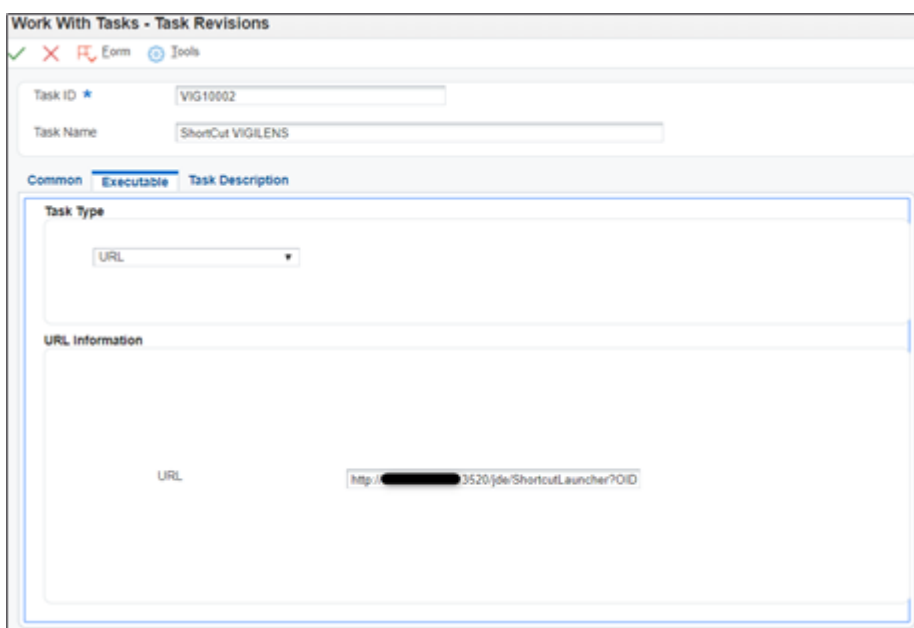 Work With Tasks - Task Revisions
Form Tools
Task ID * VIG10002
Task Name ShortCut VIGILENS
Common Executable Task Description
Task Type
URL
URL Information
URL http:// 3520/jde/ShortcutLauncher?OID